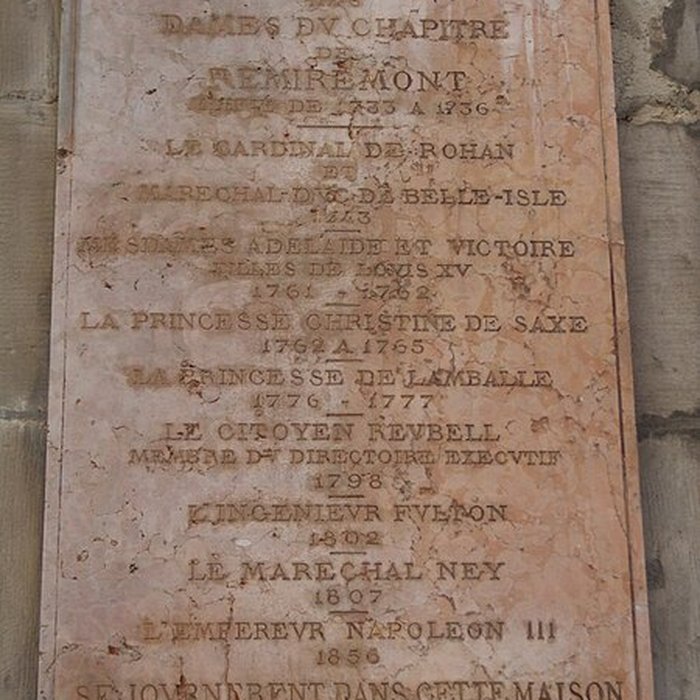 DAMES DV CHAPITRE
DE
REMIREMONT
DE 1733 A 1736
LE CARDINAL DE ROHAN
ET
MARECHAL DVC DE BELLE-ISLE
MESDAMES ADELAIDE ET VICTOIRE
FILLES DE LOVIS XV
1761 - 1762
LA PRINCESSE CHRISTINE DE SAXE
1762 A 1765
LA PRINCESSE DE LAMBALLE
1776 - 1777
LE CITOYEN REVBELL
MEMBRE DV DIRECTOIRE EXECVTIF
1798
L'INGENIEVR FVLTON
1802
LE MARECHAL NEY
1807
L'EMPEREVR NAPOLEON III
1856
SEJOVRNERENT DANS CETTE MAISON